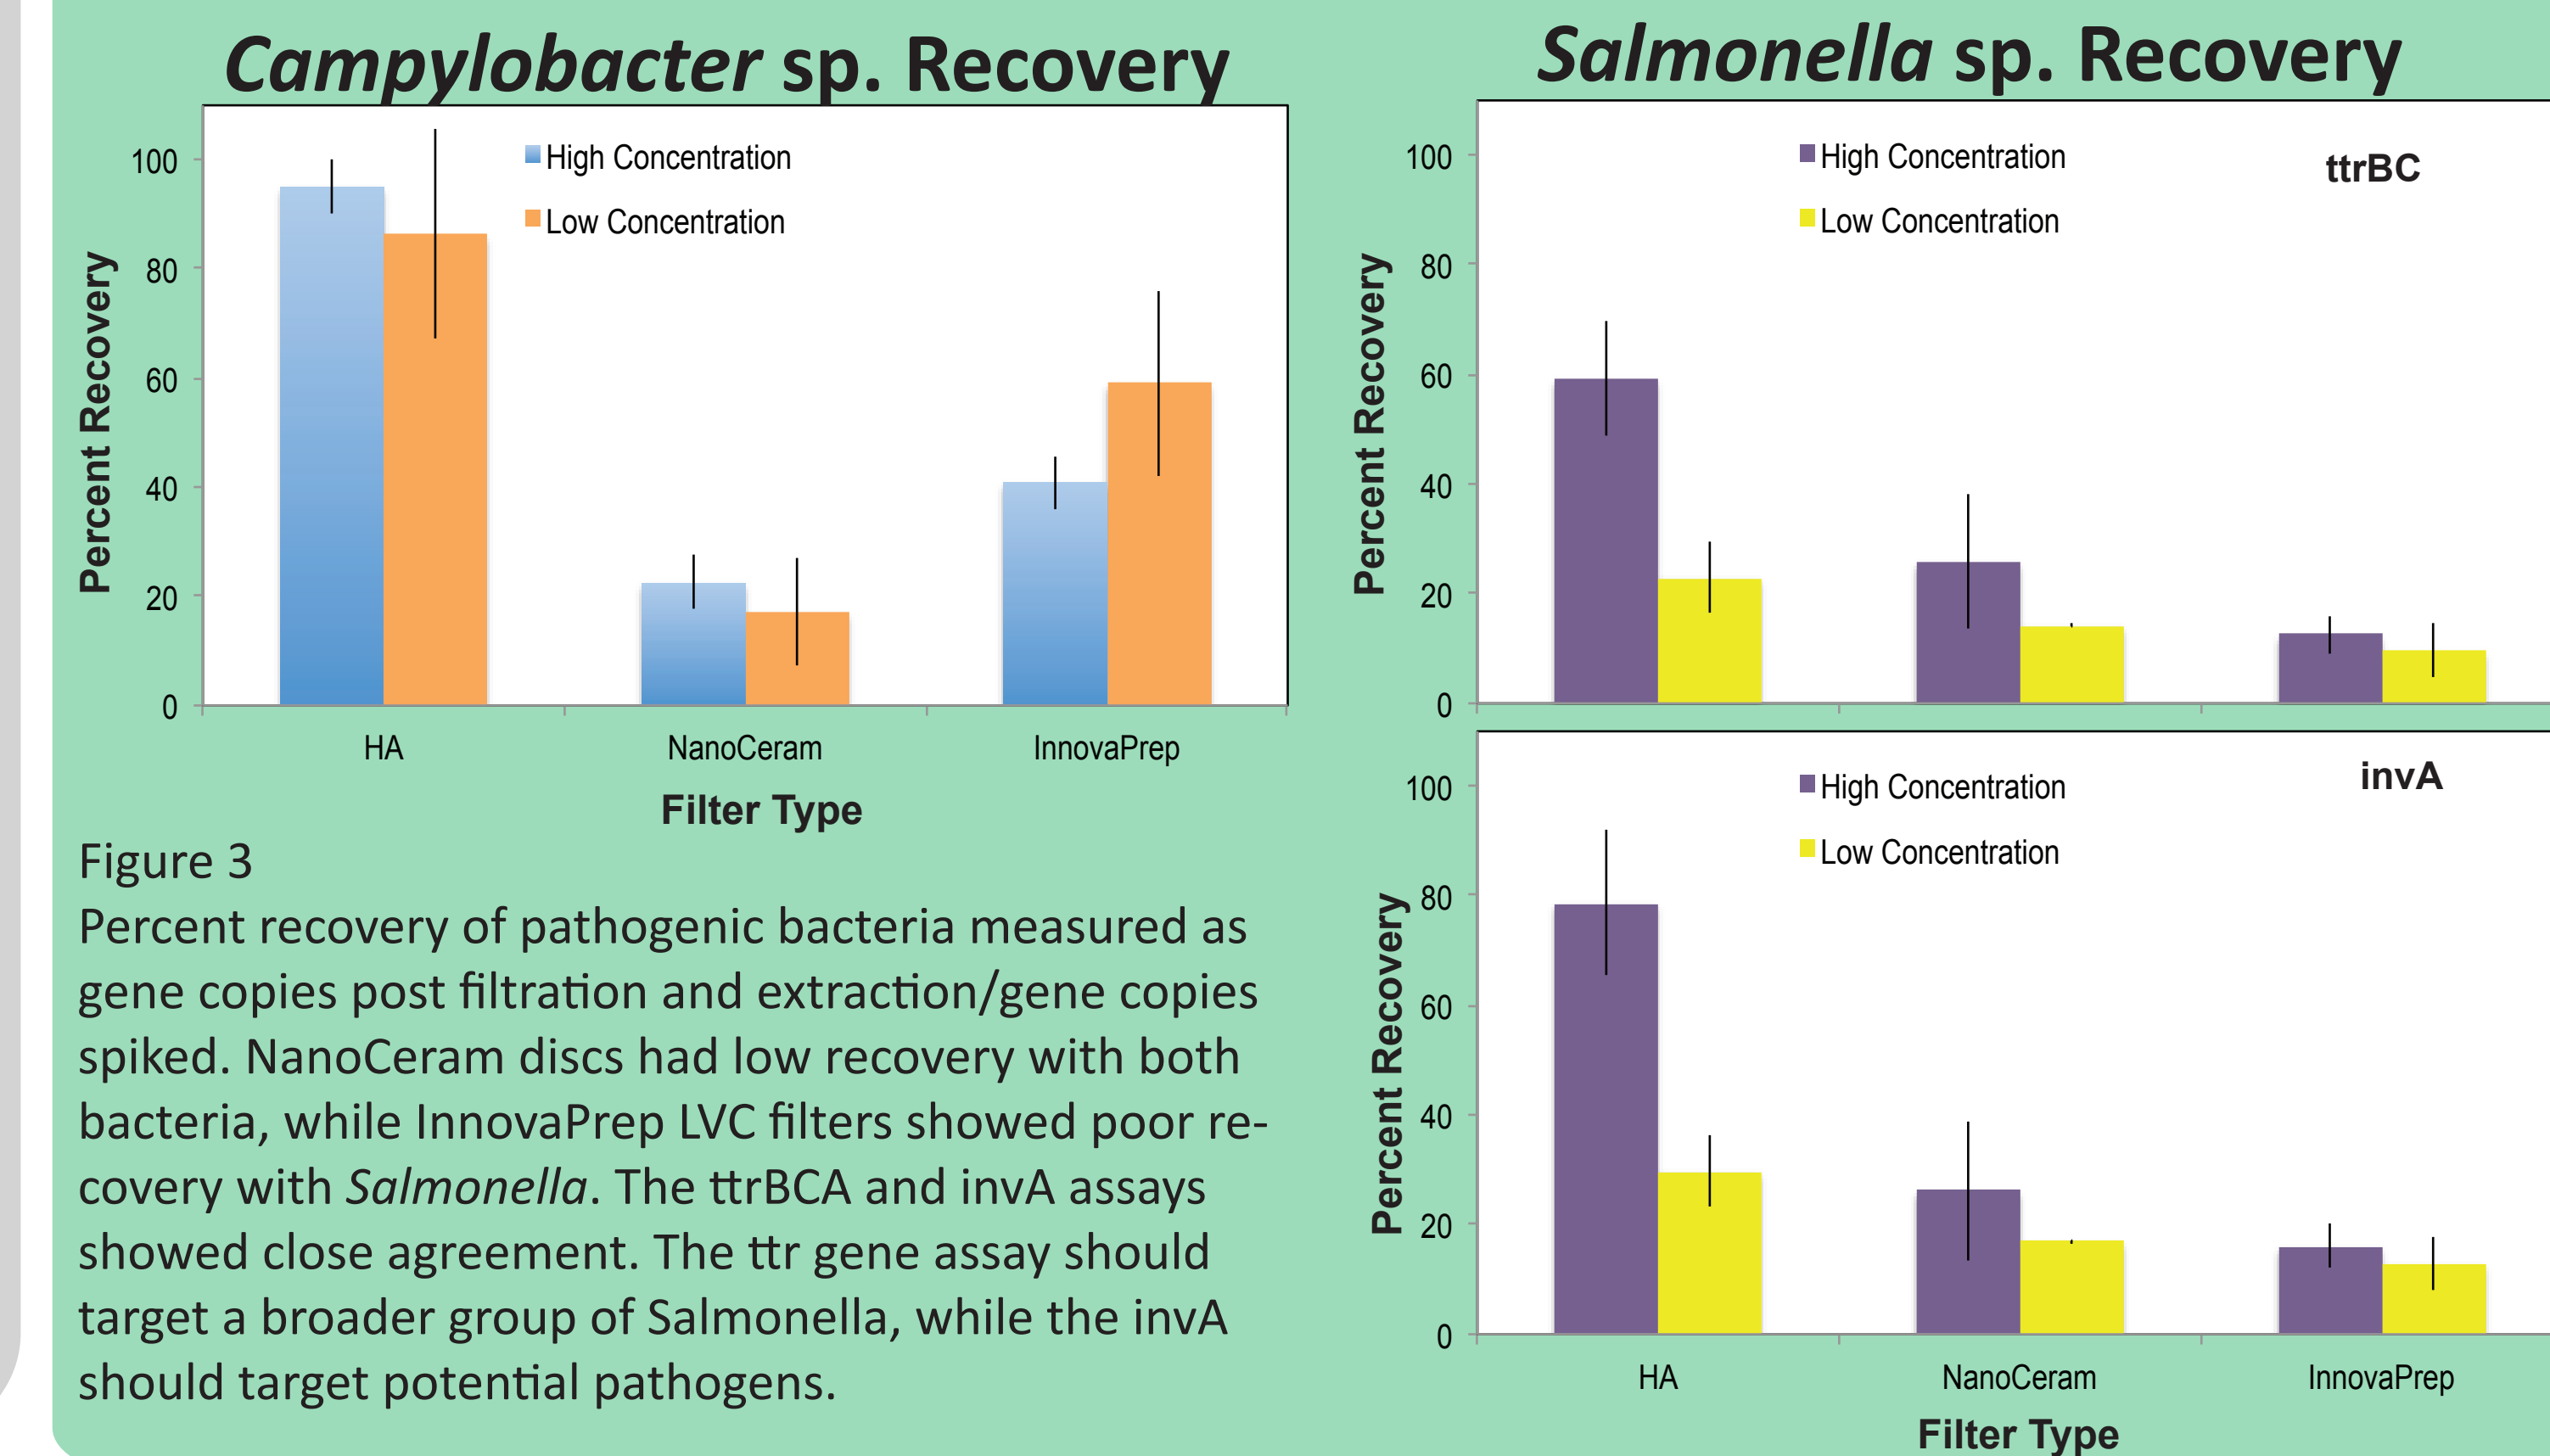 Campylobacter sp. Recovery
100
80
60
40
20
0
Percent Recovery
High Concentration
Low Concentration
HA
NanoCeram
InnovaPrep
Filter Type
Figure 3
Percent recovery of pathogenic bacteria measured as
gene copies post filtration and extraction/gene copies
spiked. NanoCeram discs had low recovery with both
bacteria, while InnovaPrep LVC filters showed poor re-
covery with Salmonella. The ttrBCA and invA assays
showed close agreement. The ttr gene assay should
target a broader group of Salmonella, while the invA
should target potential pathogens.
Salmonella sp. Recovery
100
80
60
40
20
0
Percent Recovery
High Concentration
Low Concentration
ttrBC
100
80
60
40
20
0
Percent Recovery
High Concentration
Low Concentration
invA
HA
NanoCeram
InnovaPrep
Filter Type